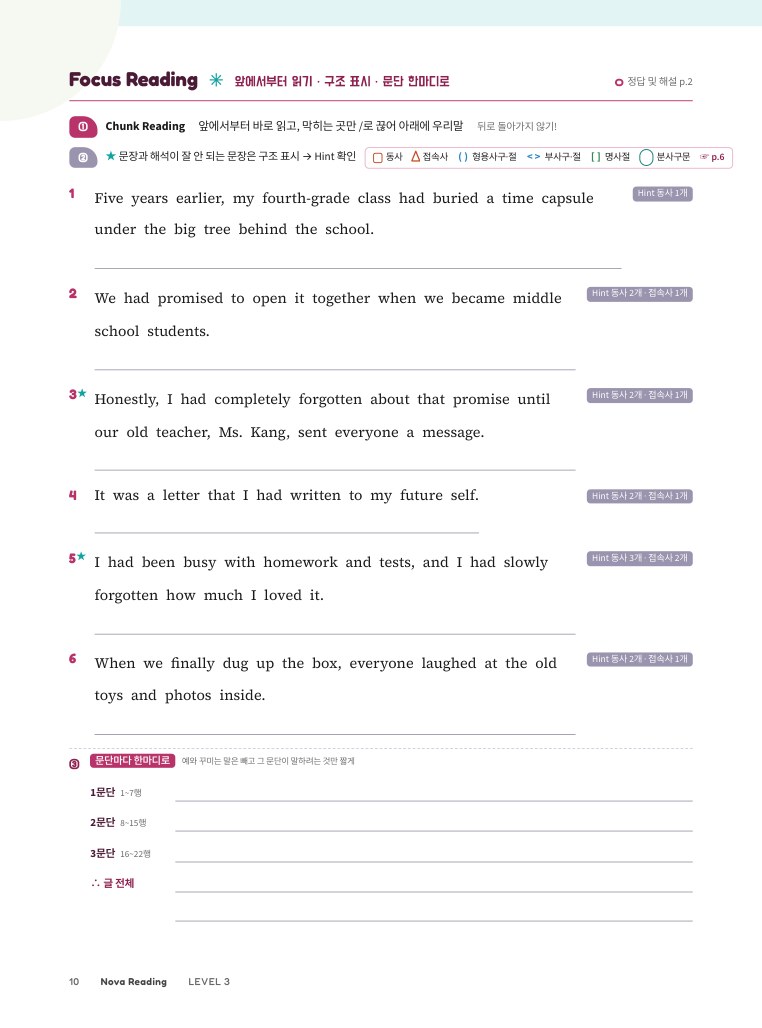 Focus Reading ✳ 앞에서부터 읽기 · 구조 표시 · 문단 한마디로 정답 및 해설 p.2
① Chunk Reading 앞에서부터 바로 읽고, 막히는 곳만 /로 끊어 아래에 우리말 뒤로 돌아가지 않기!
② ★ 문장과 해석이 잘 안 되는 문장은 구조 표시 → Hint 확인 동사 접속사 ( ) 형용사구·절 < > 부사구·절 [ ] 명사절 분사구문 ☞ p.6
1 Five years earlier, my fourth-grade class had buried a time capsule Hint 동사 1개
under the big tree behind the school.
2 We had promised to open it together when we became middle Hint 동사 2개 · 접속사 1개
school students.
3★ Honestly, I had completely forgotten about that promise until Hint 동사 2개 · 접속사 1개
our old teacher, Ms. Kang, sent everyone a message.
4 It was a letter that I had written to my future self. Hint 동사 2개 · 접속사 1개
5★ I had been busy with homework and tests, and I had slowly Hint 동사 3개 · 접속사 2개
forgotten how much I loved it.
6 When we finally dug up the box, everyone laughed at the old Hint 동사 2개 · 접속사 1개
toys and photos inside.
③ 문단마다 한마디로 예와 꾸미는 말은 빼고 그 문단이 말하려는 것만 짧게
1문단 1~7행
2문단 8~15행
3문단 16~22행
∴ 글 전체
10 Nova Reading LEVEL 3